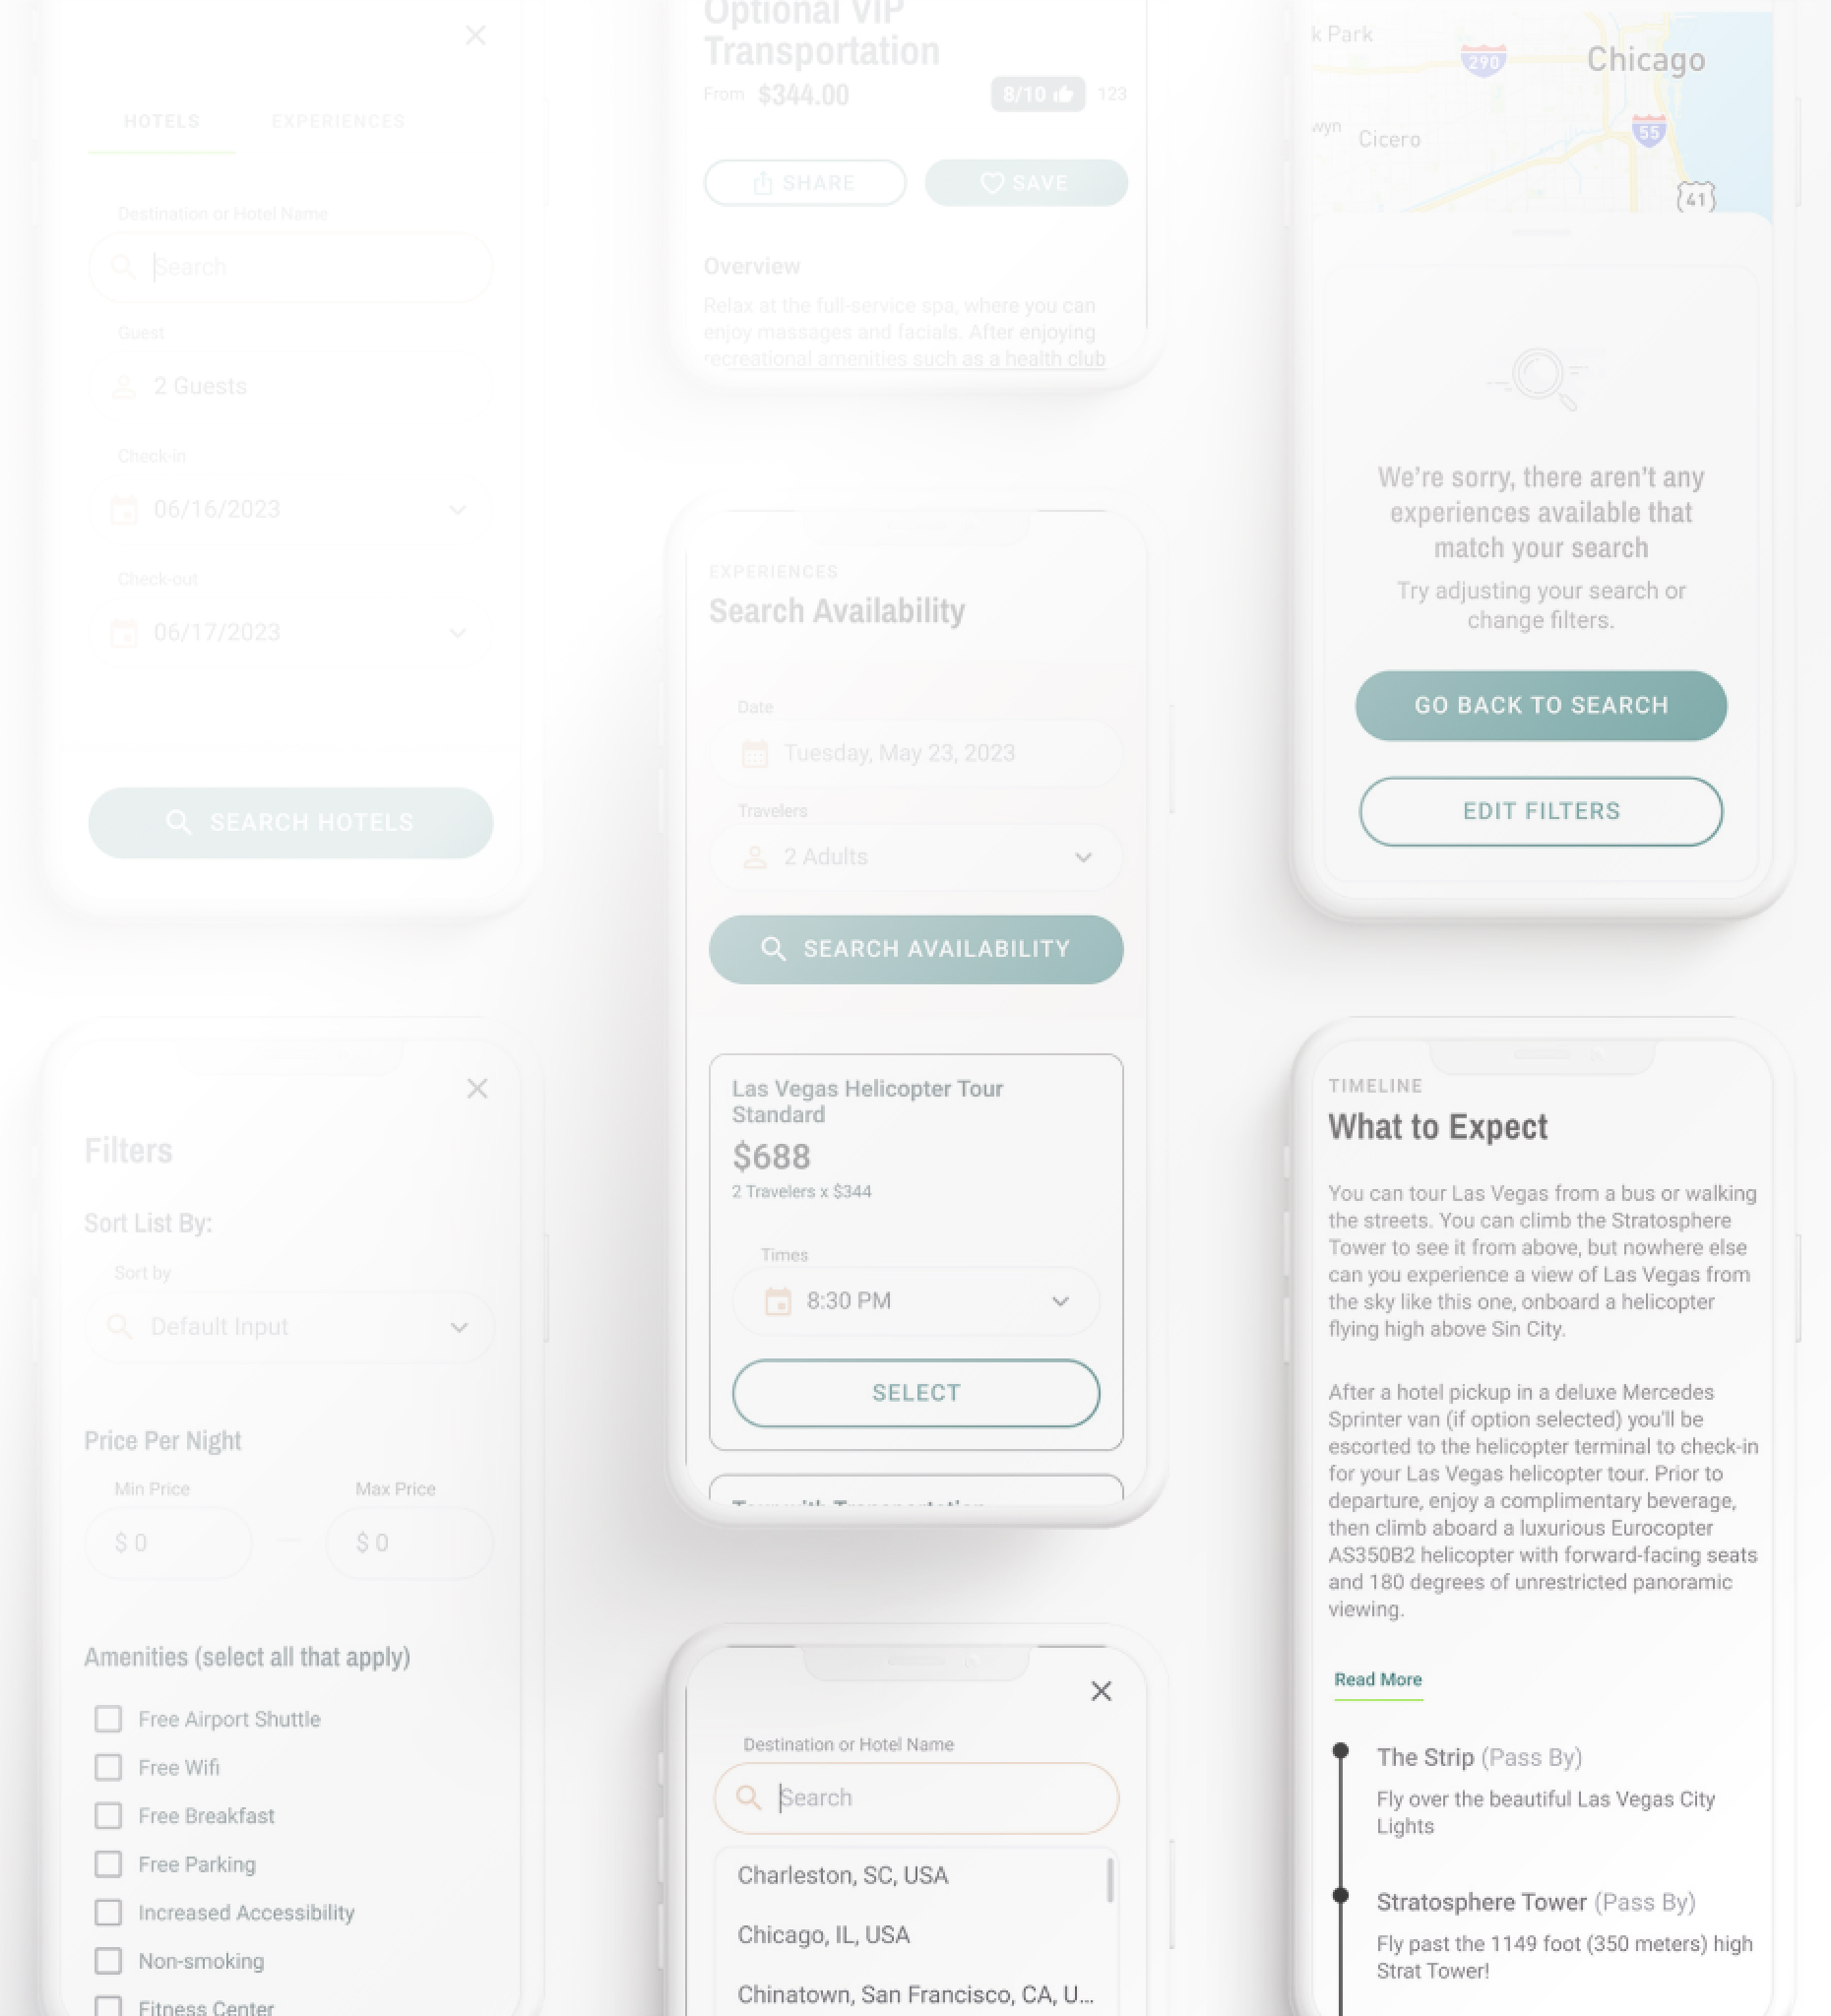 HOTELS
EXPERIENCES
Destination or Hotel Name
Search
Guest
2 Guests
Check-in
06/16/2023
Check-out
06/17/2023
SEARCH HOTELS
Filters
Sort List By:
Sort by
Default Input
Price Per Night
Min Price
Max Price
$ 0
$ 0
Amenities (select all that apply)
Free Airport Shuttle
Free Wifi
Free Breakfast
Free Parking
Increased Accessibility
Non-smoking
Fitness Center
Optional VIP
Transportation
From $344.00
8/10
123
SHARE
SAVE
Overview
Relax at the full-service spa, where you can
enjoy massages and facials. After enjoying
recreational amenities such as a health club
EXPERIENCES
Search Availability
Date
Tuesday, May 23, 2023
Travelers
2 Adults
SEARCH AVAILABILITY
Las Vegas Helicopter Tour
Standard
$688
2 Travelers x $344
Times
8:30 PM
SELECT
Tour with Transportation
Destination or Hotel Name
Search
Charleston, SC, USA
Chicago, IL, USA
Chinatown, San Francisco, CA, U...
k Park
290
Chicago
wyn
Cicero
55
41
We're sorry, there aren't any
experiences available that
match your search
Try adjusting your search or
change filters.
GO BACK TO SEARCH
EDIT FILTERS
TIMELINE
What to Expect
You can tour Las Vegas from a bus or walking
the streets. You can climb the Stratosphere
Tower to see it from above, but nowhere else
can you experience a view of Las Vegas from
the sky like this one, onboard a helicopter
flying high above Sin City.
After a hotel pickup in a deluxe Mercedes
Sprinter van (if option selected) you'll be
escorted to the helicopter terminal to check-in
for your Las Vegas helicopter tour. Prior to
departure, enjoy a complimentary beverage,
then climb aboard a luxurious Eurocopter
AS350B2 helicopter with forward-facing seats
and 180 degrees of unrestricted panoramic
viewing.
Read More
The Strip (Pass By)
Fly over the beautiful Las Vegas City
Lights
Stratosphere Tower (Pass By)
Fly past the 1149 foot (350 meters) high
Strat Tower!